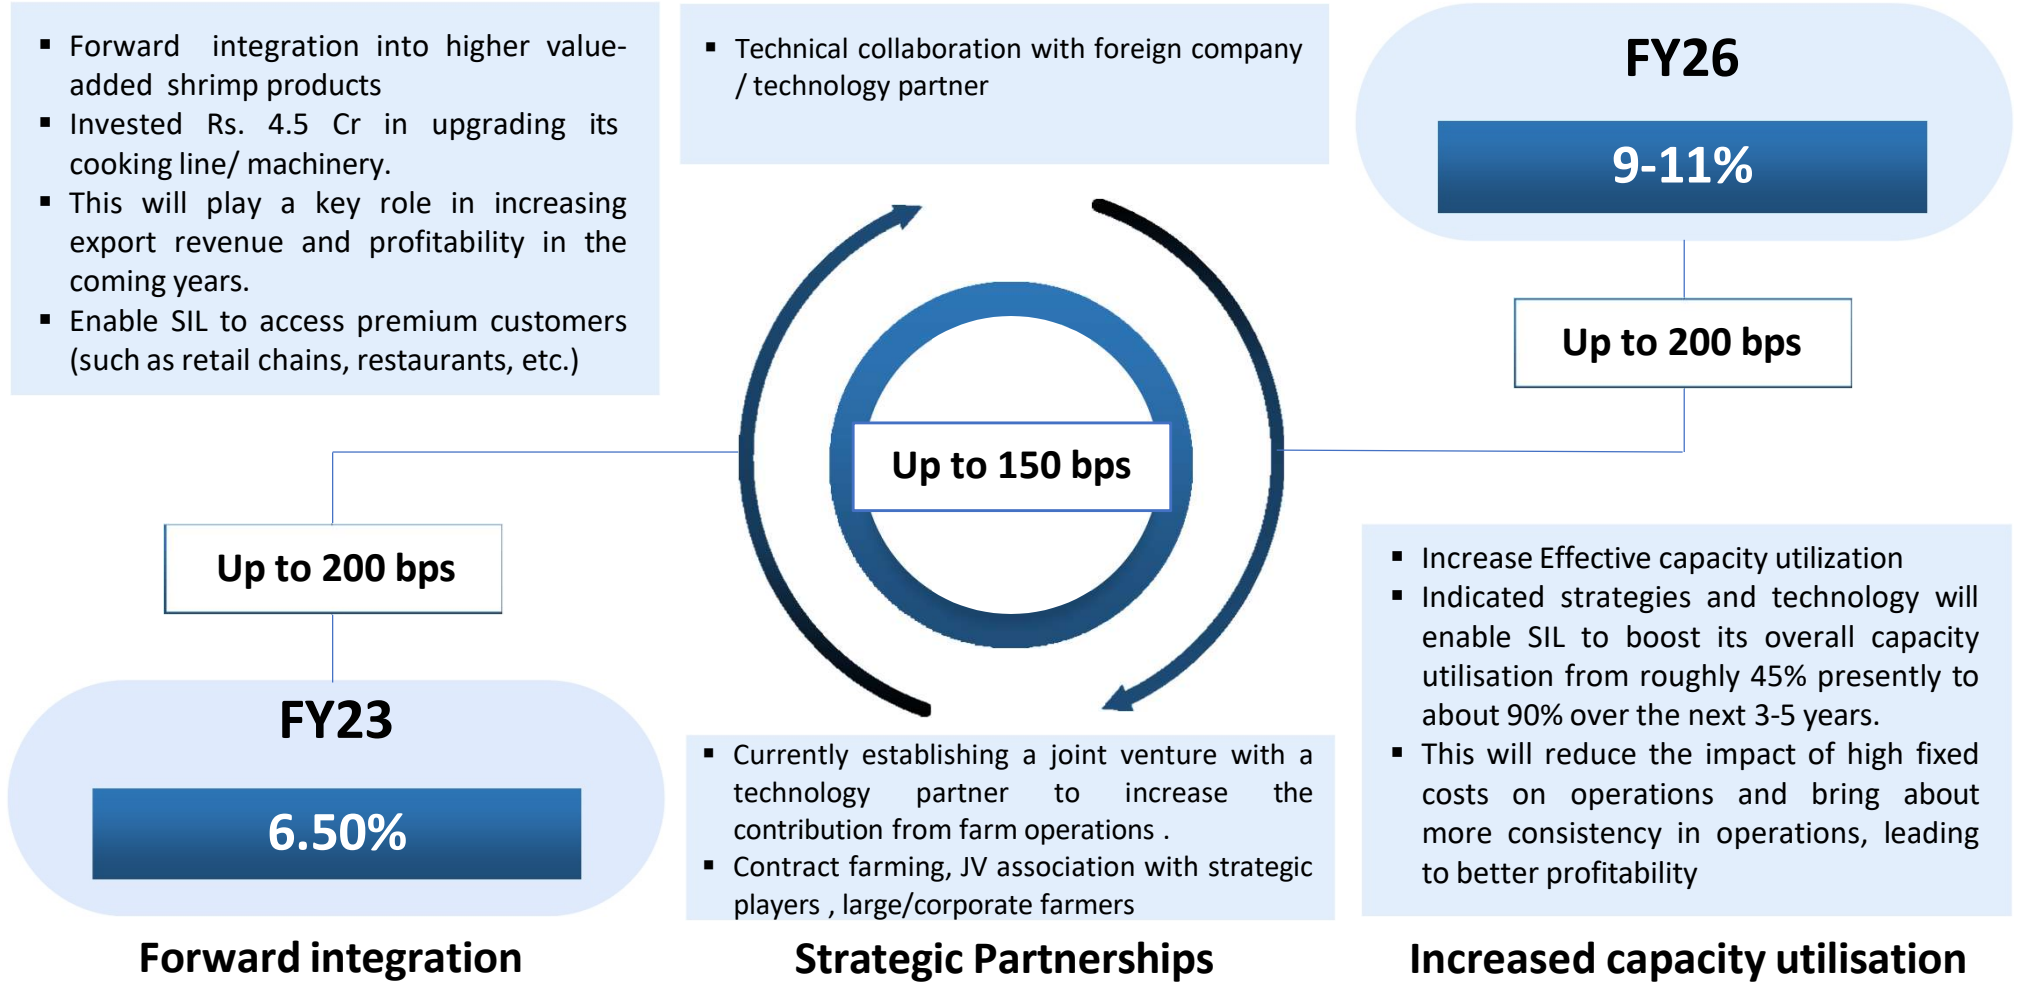 ▪ Forward integration into higher value-
added shrimp products
▪ Invested Rs. 4.5 Cr in upgrading its
cooking line/ machinery.
▪ This will play a key role in increasing
export revenue and profitability in the
coming years.
▪ Enable SIL to access premium customers
(such as retail chains, restaurants, etc.)
Up to 200 bps
FY23
6.50%
Forward integration
▪ Technical collaboration with foreign company
/ technology partner
Up to 150 bps
▪ Currently establishing a joint venture with a
technology partner to increase the
contribution from farm operations .
▪ Contract farming, JV association with strategic
players , large/corporate farmers
Strategic Partnerships
FY26
9-11%
Up to 200 bps
▪ Increase Effective capacity utilization
▪ Indicated strategies and technology will
enable SIL to boost its overall capacity
utilisation from roughly 45% presently to
about 90% over the next 3-5 years.
▪ This will reduce the impact of high fixed
costs on operations and bring about
more consistency in operations, leading
to better profitability
Increased capacity utilisation